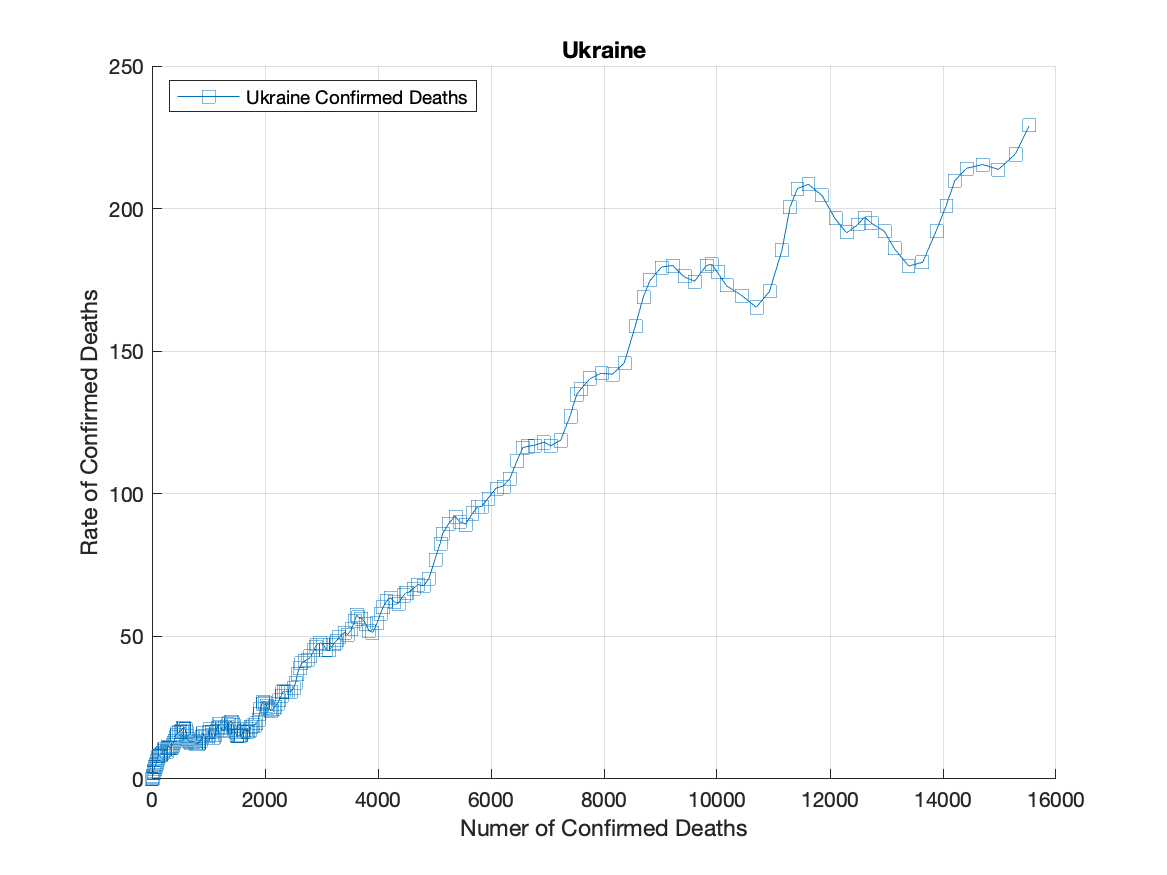 Ukraine
Ukraine Confirmed Deaths
250
200
150
100
50
0
Rate of Confirmed Deaths
0 2000 4000 6000 8000 10000 12000 14000 16000
Numer of Confirmed Deaths